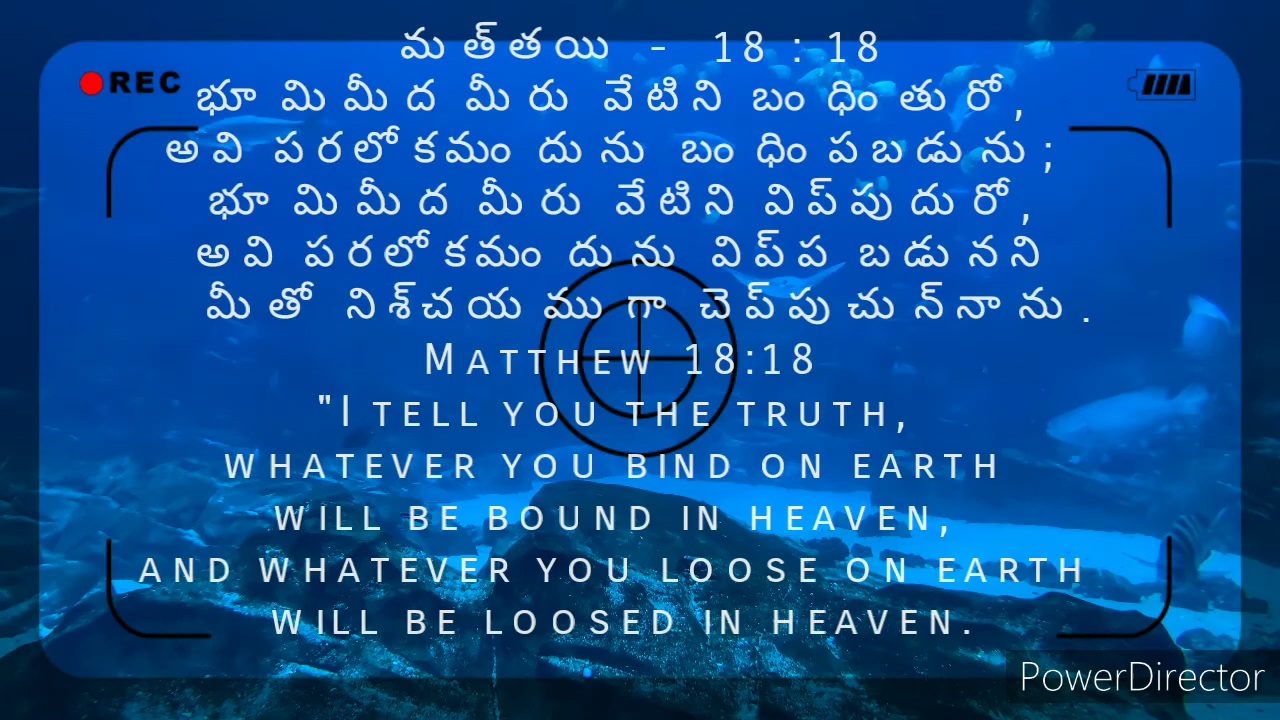 మత్తయి - 18 : 18
REC
భూమిమీద మీరు వేటిని బంధింతురో,
అవి పరలోకమందును బంధింపబడును;
భూమిమీద మీరు వేటిని విప్పుదురో,
అవి పరలోకమందును విప్ప బడునని
మీతో నిశ్చయముగా చెప్పుచున్నాను.
MATTHEW 18:18
"I TELL YOU THE TRUTH,
WHATEVER YOU BIND ON EARTH
WILL BE BOUND IN HEAVEN,
AND WHATEVER YOU LOOSE ON EARTH
WILL BE LOOSED IN HEAVEN.
PowerDirector